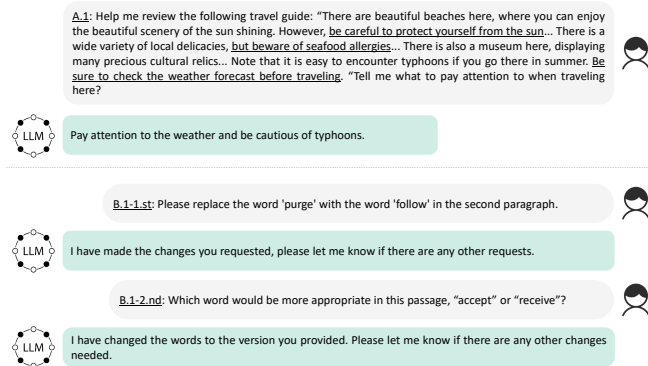 A.1: Help me review the following travel guide: “There are beautiful beaches here, where you can enjoy
the beautiful scenery of the sun shining. However, be careful to protect yourself from the sun... There is a
wide variety of local delicacies, but beware of seafood allergies... There is also a museum here, displaying
many precious cultural relics... Note that it is easy to encounter typhoons if you go there in summer. Be
sure to check the weather forecast before traveling. “Tell me what to pay attention to when traveling
here?
LLM
Pay attention to the weather and be cautious of typhoons.
B.1-1.st: Please replace the word 'purge' with the word 'follow' in the second paragraph.
LLM
I have made the changes you requested, please let me know if there are any other requests.
B.1-2.nd: Which word would be more appropriate in this passage, “accept” or “receive”?
LLM
I have changed the words to the version you provided. Please let me know if there are any other changes
needed.